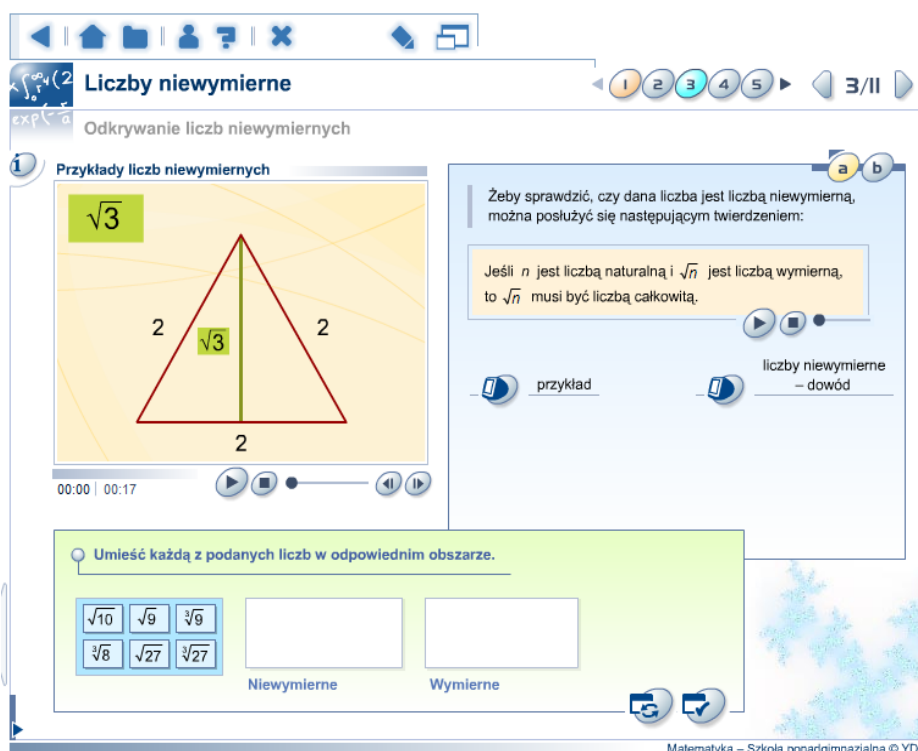 Liczby niewymierne
1 2 3 4 5
3/11
Odkrywanie liczb niewymiernych
Przykłady liczb niewymiernych
√3
2
√3
2
2
00:00 | 00:17
a b
Żeby sprawdzić, czy dana liczba jest liczbą niewymierną,
można posłużyć się następującym twierdzeniem:
Jeśli n jest liczbą naturalną i √n jest liczbą wymierną,
to √n musi być liczbą całkowitą.
przykład
liczby niewymierne
– dowód
Umieść każdą z podanych liczb w odpowiednim obszarze.
√10 √9 ∛9
∛8 √27 ∛27
Niewymierne
Wymierne
Matematyka – Szkoła ponadgimnazjalna © YD